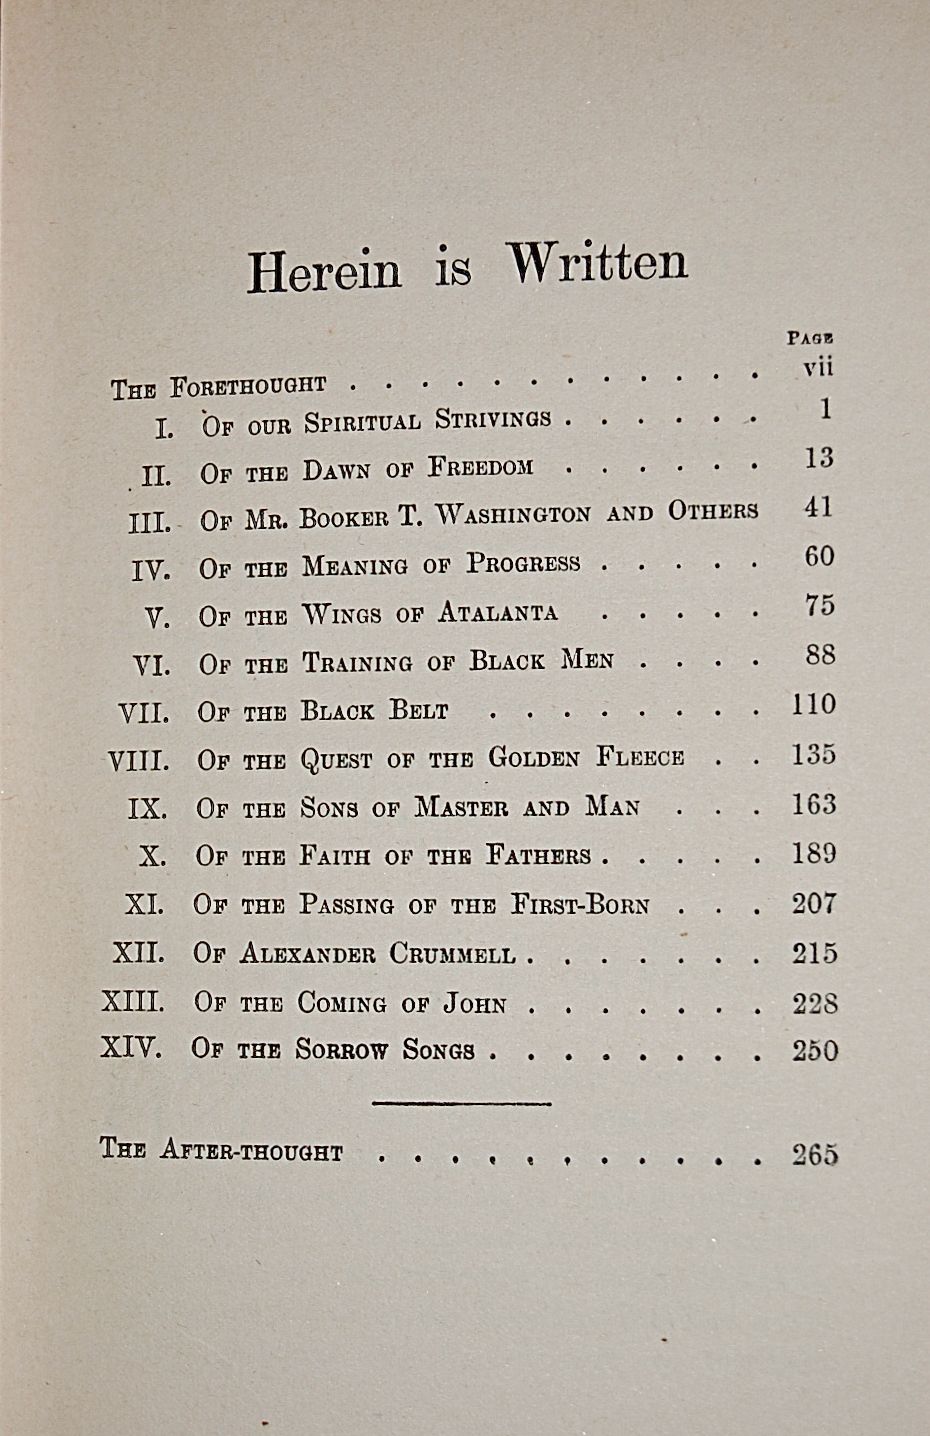 Herein is Written
PAGE
THE FORETHOUGHT . . . . . . . . . . . . vii
I. OF OUR SPIRITUAL STRIVINGS . . . . . . 1
II. OF THE DAWN OF FREEDOM . . . . . . 13
III. OF MR. BOOKER T. WASHINGTON AND OTHERS 41
IV. OF THE MEANING OF PROGRESS . . . . . 60
V. OF THE WINGS OF ATALANTA . . . . . 75
VI. OF THE TRAINING OF BLACK MEN . . . . 88
VII. OF THE BLACK BELT . . . . . . . . 110
VIII. OF THE QUEST OF THE GOLDEN FLEECE . . 135
IX. OF THE SONS OF MASTER AND MAN . . . 163
X. OF THE FAITH OF THE FATHERS . . . . . 189
XI. OF THE PASSING OF THE FIRST-BORN . . . 207
XII. OF ALEXANDER CRUMMELL . . . . . . . 215
XIII. OF THE COMING OF JOHN . . . . . . . 228
XIV. OF THE SORROW SONGS . . . . . . . . 250
THE AFTER-THOUGHT . . . . . . . . . . . 265